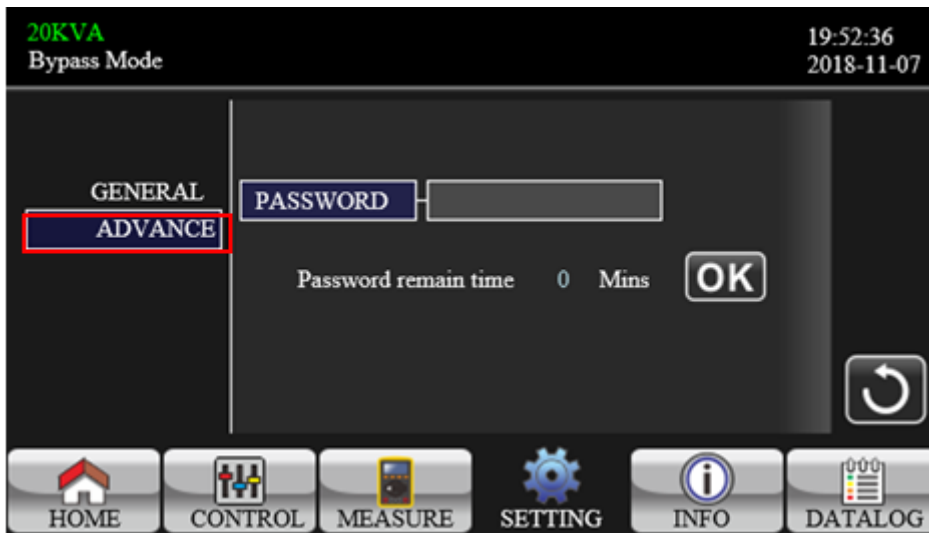 20KVA
Bypass Mode
19:52:36
2018-11-07
GENERAL
ADVANCE
PASSWORD
Password remain time 0 Mins
OK
HOME
CONTROL
MEASURE
SETTING
INFO
DATALOG